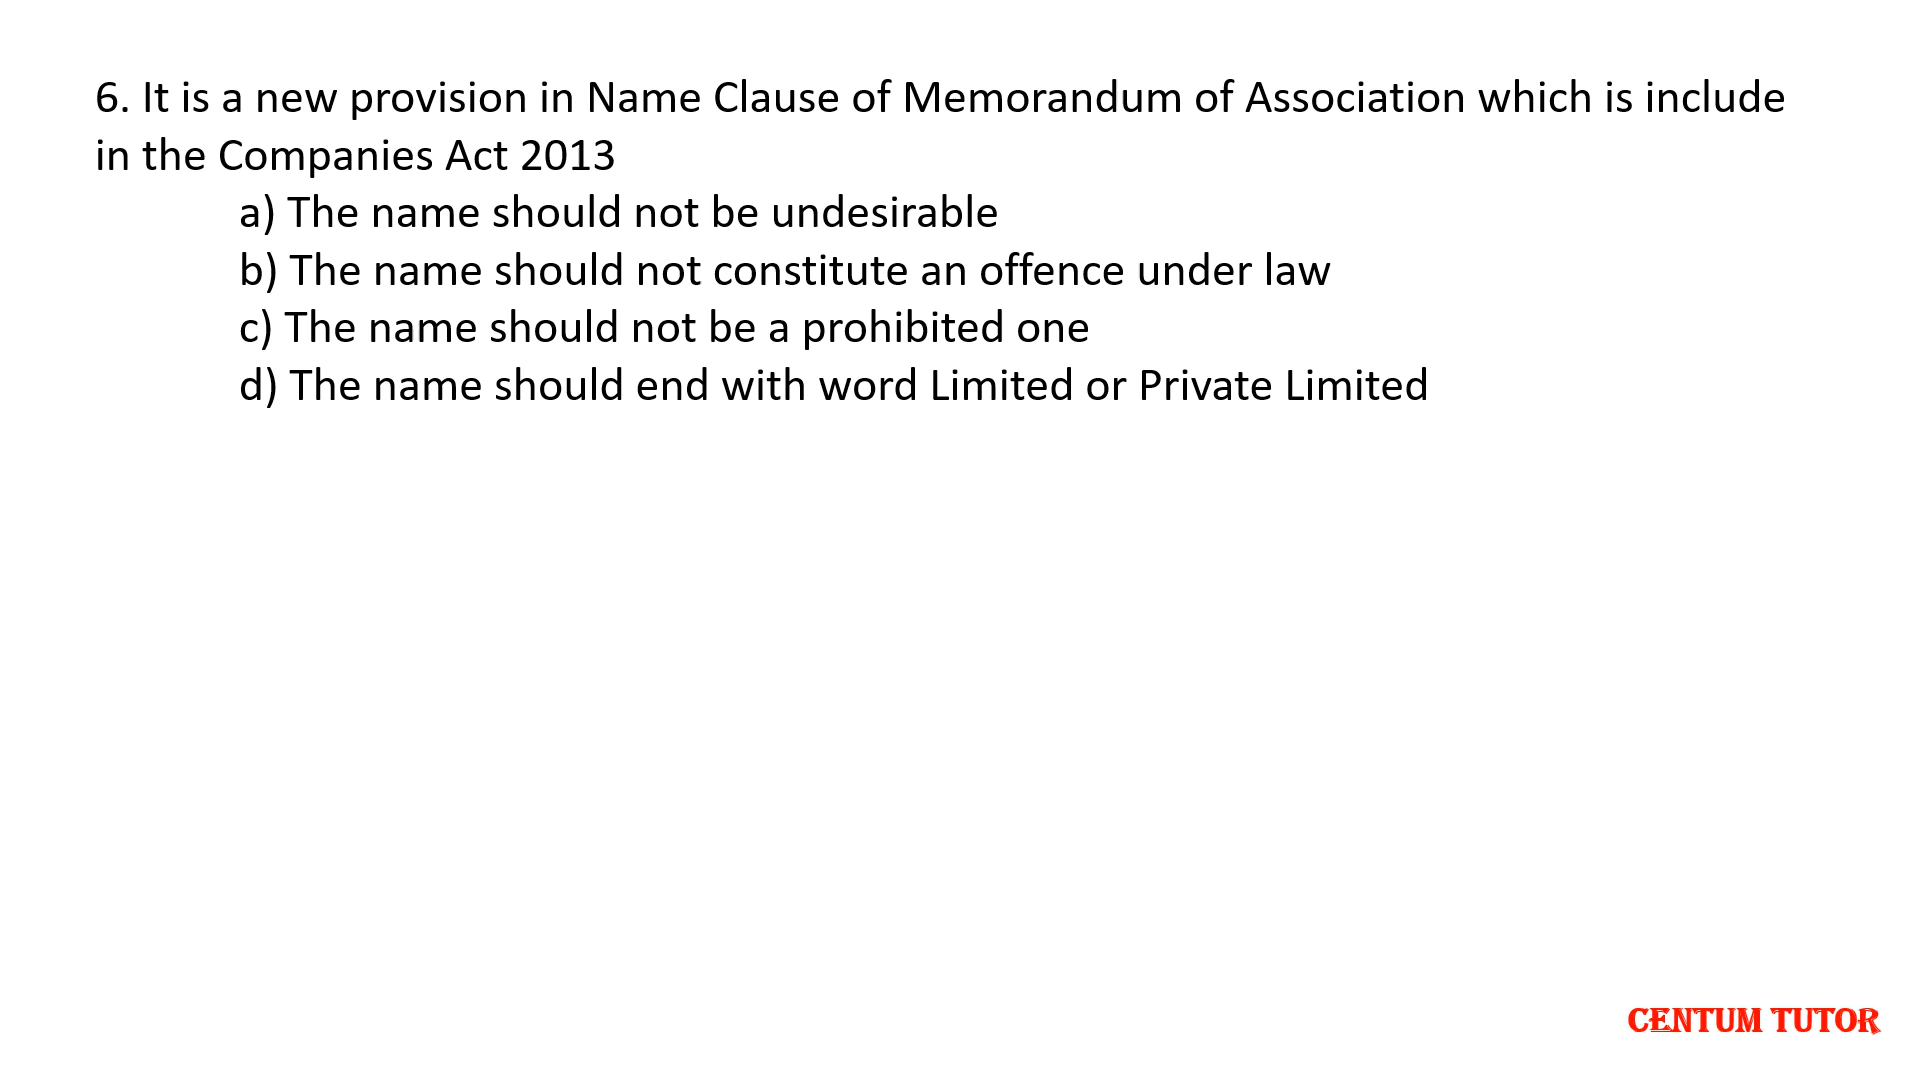 6. It is a new provision in Name Clause of Memorandum of Association which is include
in the Companies Act 2013
a) The name should not be undesirable
b) The name should not constitute an offence under law
c) The name should not be a prohibited one
d) The name should end with word Limited or Private Limited
CENTUM TUTOR